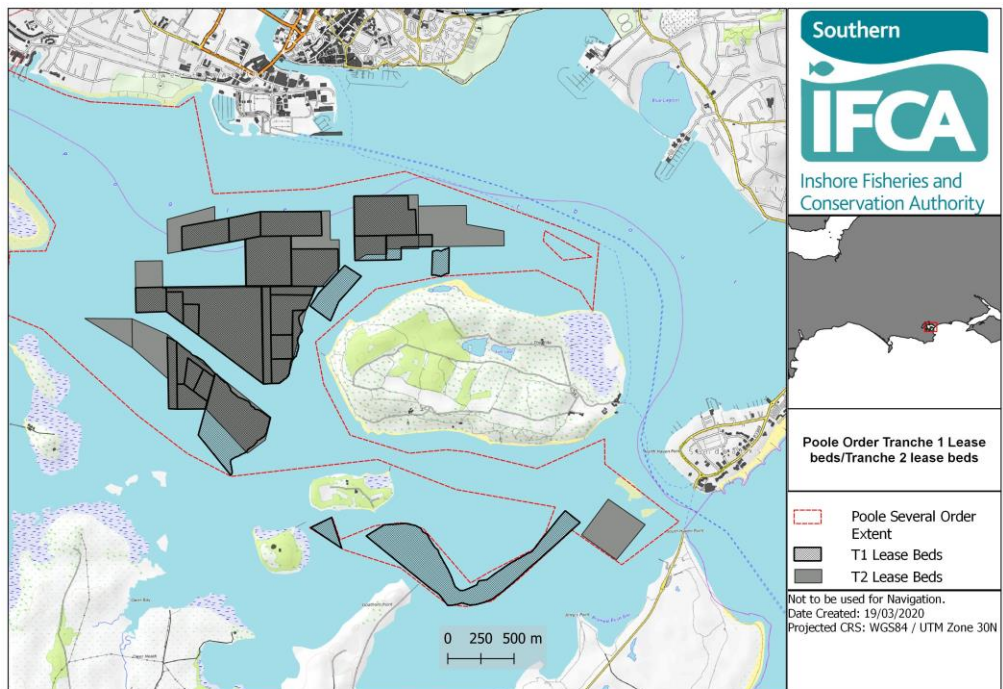 Southern
IFCA
Inshore Fisheries and
Conservation Authority
Blue Lagoon
Poole Order Tranche 1 Lease
beds/Tranche 2 lease beds
Poole Several Order
Extent
T1 Lease Beds
T2 Lease Beds
Not to be used for Navigation.
Date Created: 19/03/2020
Projected CRS: WGS84 / UTM Zone 30N
0 250 500 m